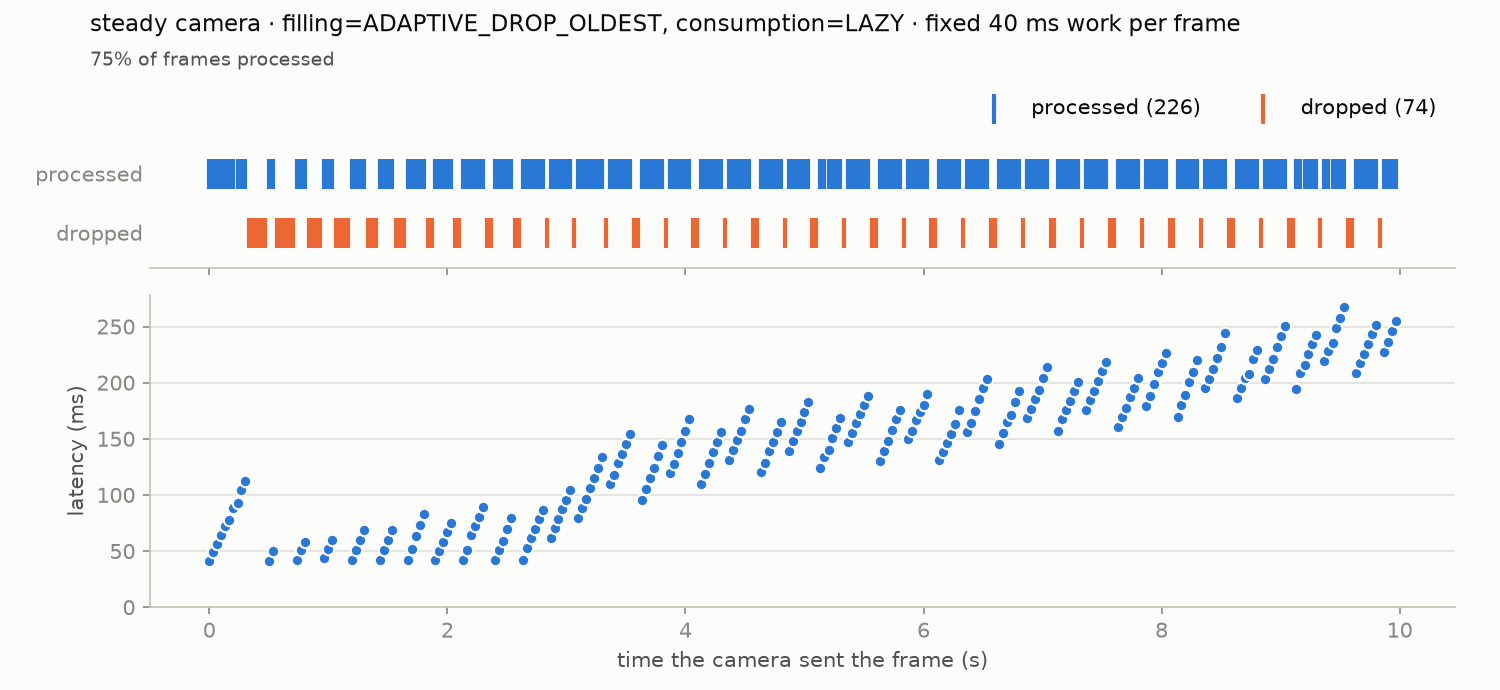 steady camera · filling=ADAPTIVE_DROP_OLDEST, consumption=LAZY · fixed 40 ms work per frame
75% of frames processed
processed (226) dropped (74)
processed
dropped
250
200
150
100
50
0
latency (ms)
0 2 4 6 8 10
time the camera sent the frame (s)